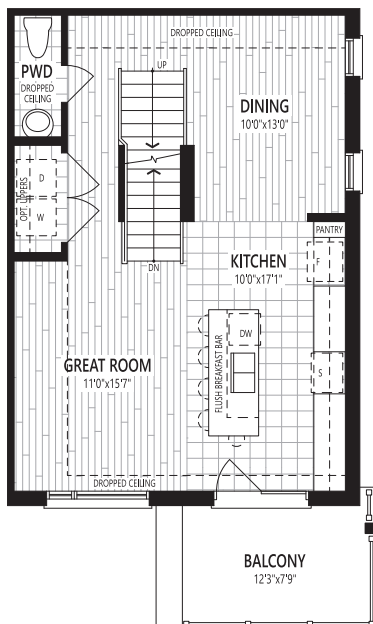 DROPPED CEILING
PWD
DROPPED
CEILING
UP
DINING
10'0"x13'0"
OPT. UPPERS
D
W
DN
PANTRY
F
KITCHEN
10'0"x17'1"
DW
FLUSH BREAKFAST BAR
S
GREAT ROOM
11'0"x15'7"
DROPPED CEILING
BALCONY
12'3"x7'9"